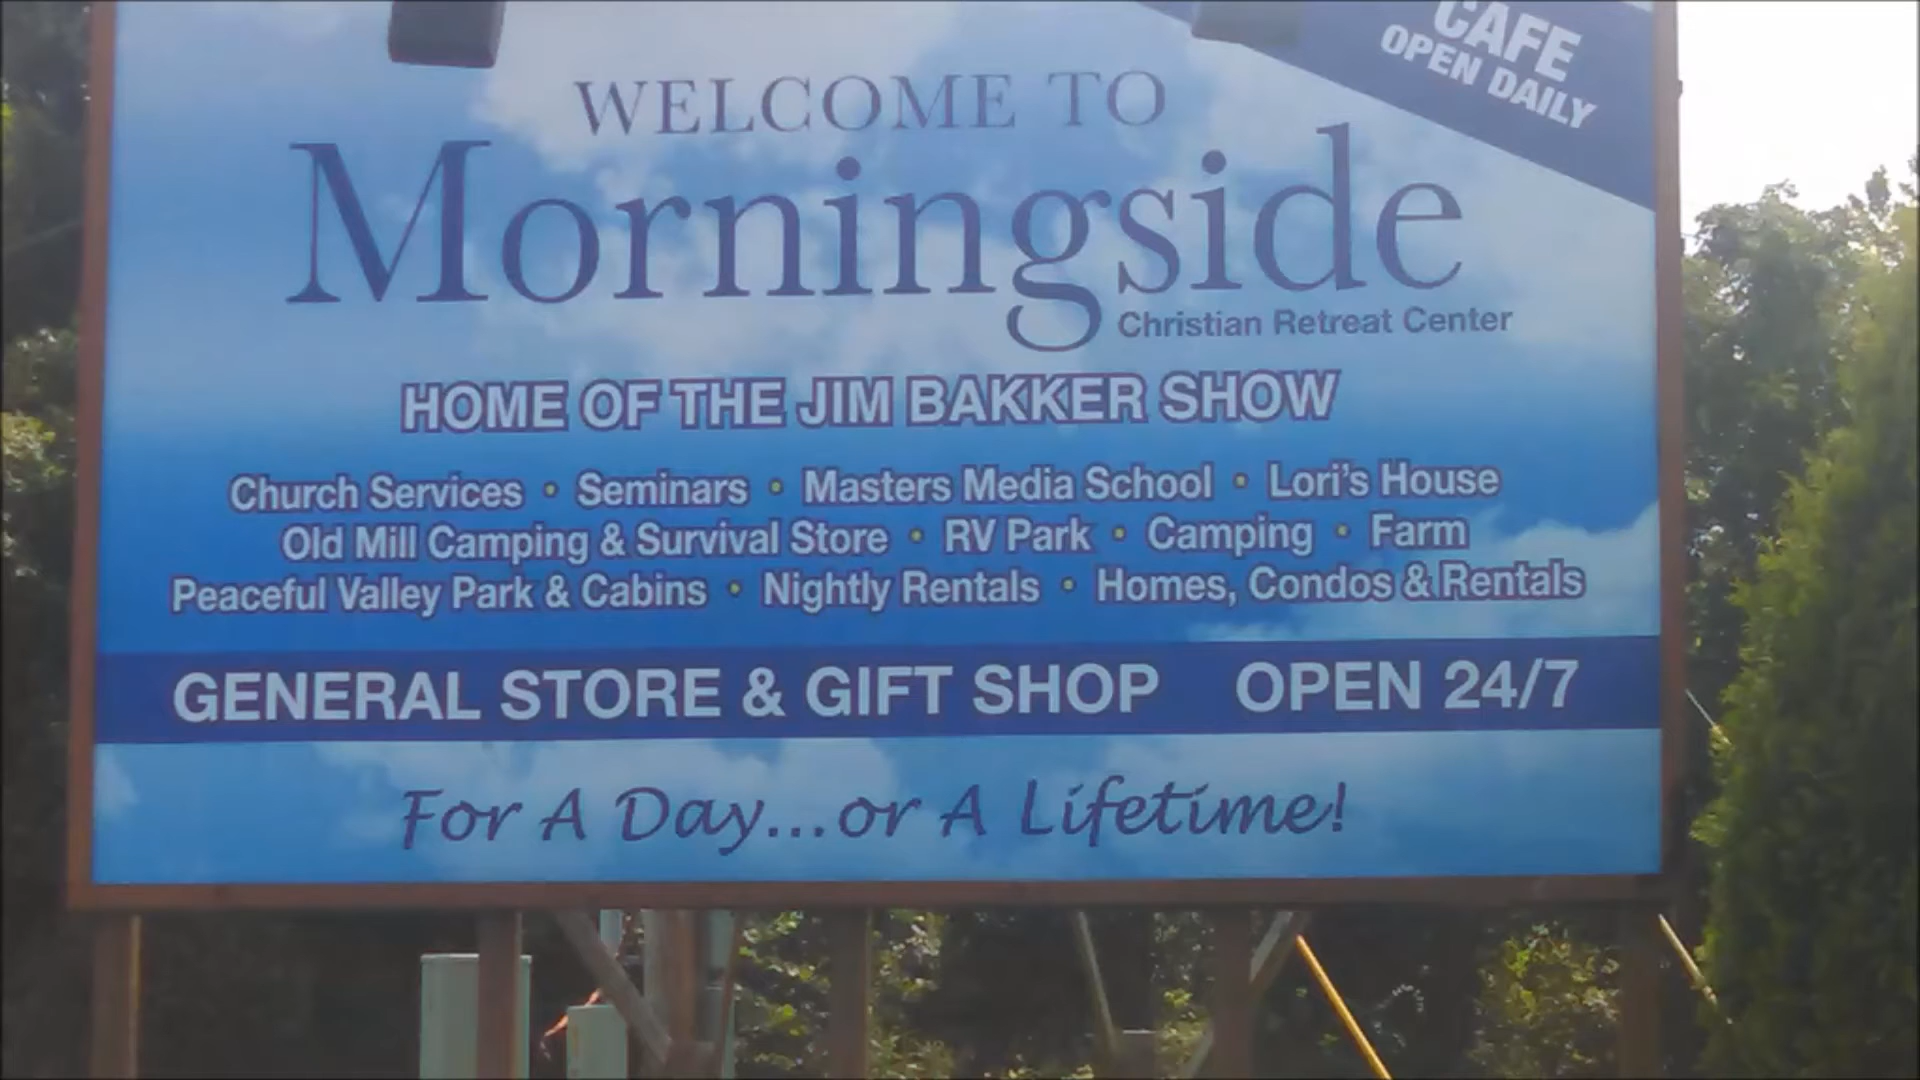 CAFE
OPEN DAILY
WELCOME TO
Morningside
Christian Retreat Center
HOME OF THE JIM BAKKER SHOW
Church Services • Seminars • Masters Media School • Lori's House
Old Mill Camping & Survival Store • RV Park • Camping • Farm
Peaceful Valley Park & Cabins • Nightly Rentals • Homes, Condos & Rentals
GENERAL STORE & GIFT SHOP OPEN 24/7
For A Day...or A Lifetime!